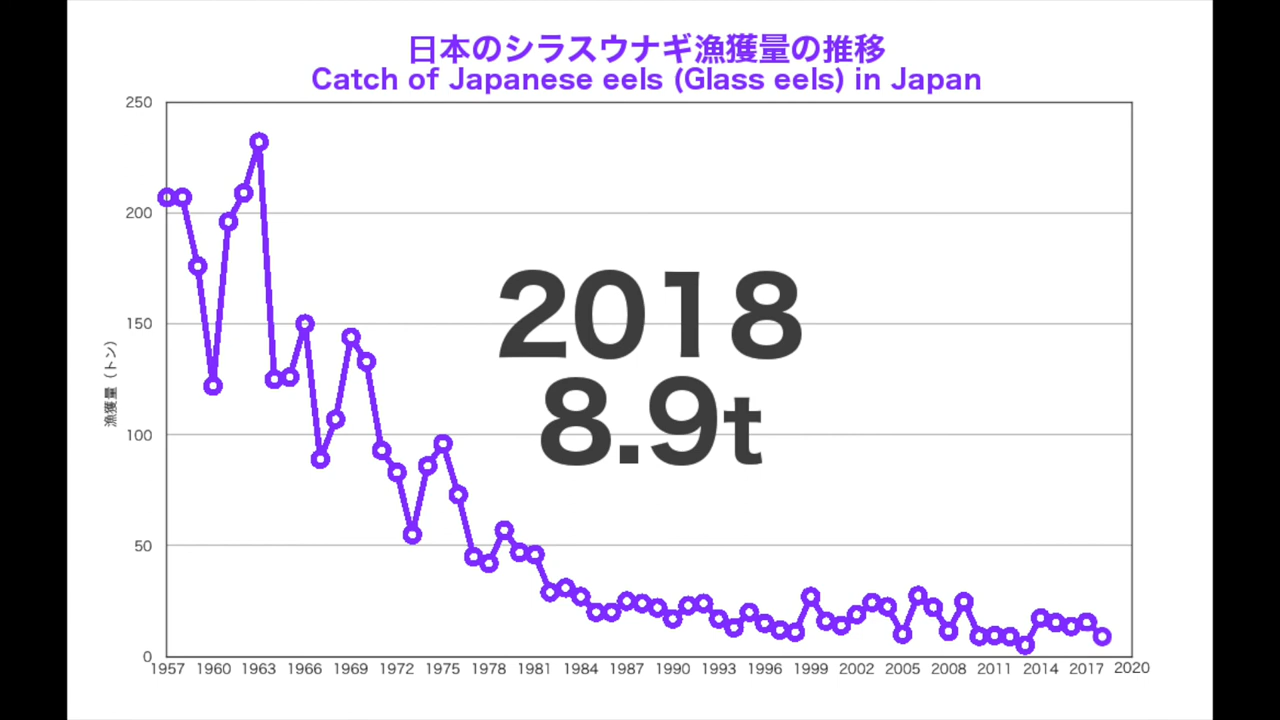 日本のシラスウナギ漁獲量の推移
Catch of Japanese eels (Glass eels) in Japan
250
200
150
100
50
0
漁獲量（トン）
2018
8.9t
1957 1960 1963 1966 1969 1972 1975 1978 1981 1984 1987 1990 1993 1996 1999 2002 2005 2008 2011 2014 2017 2020